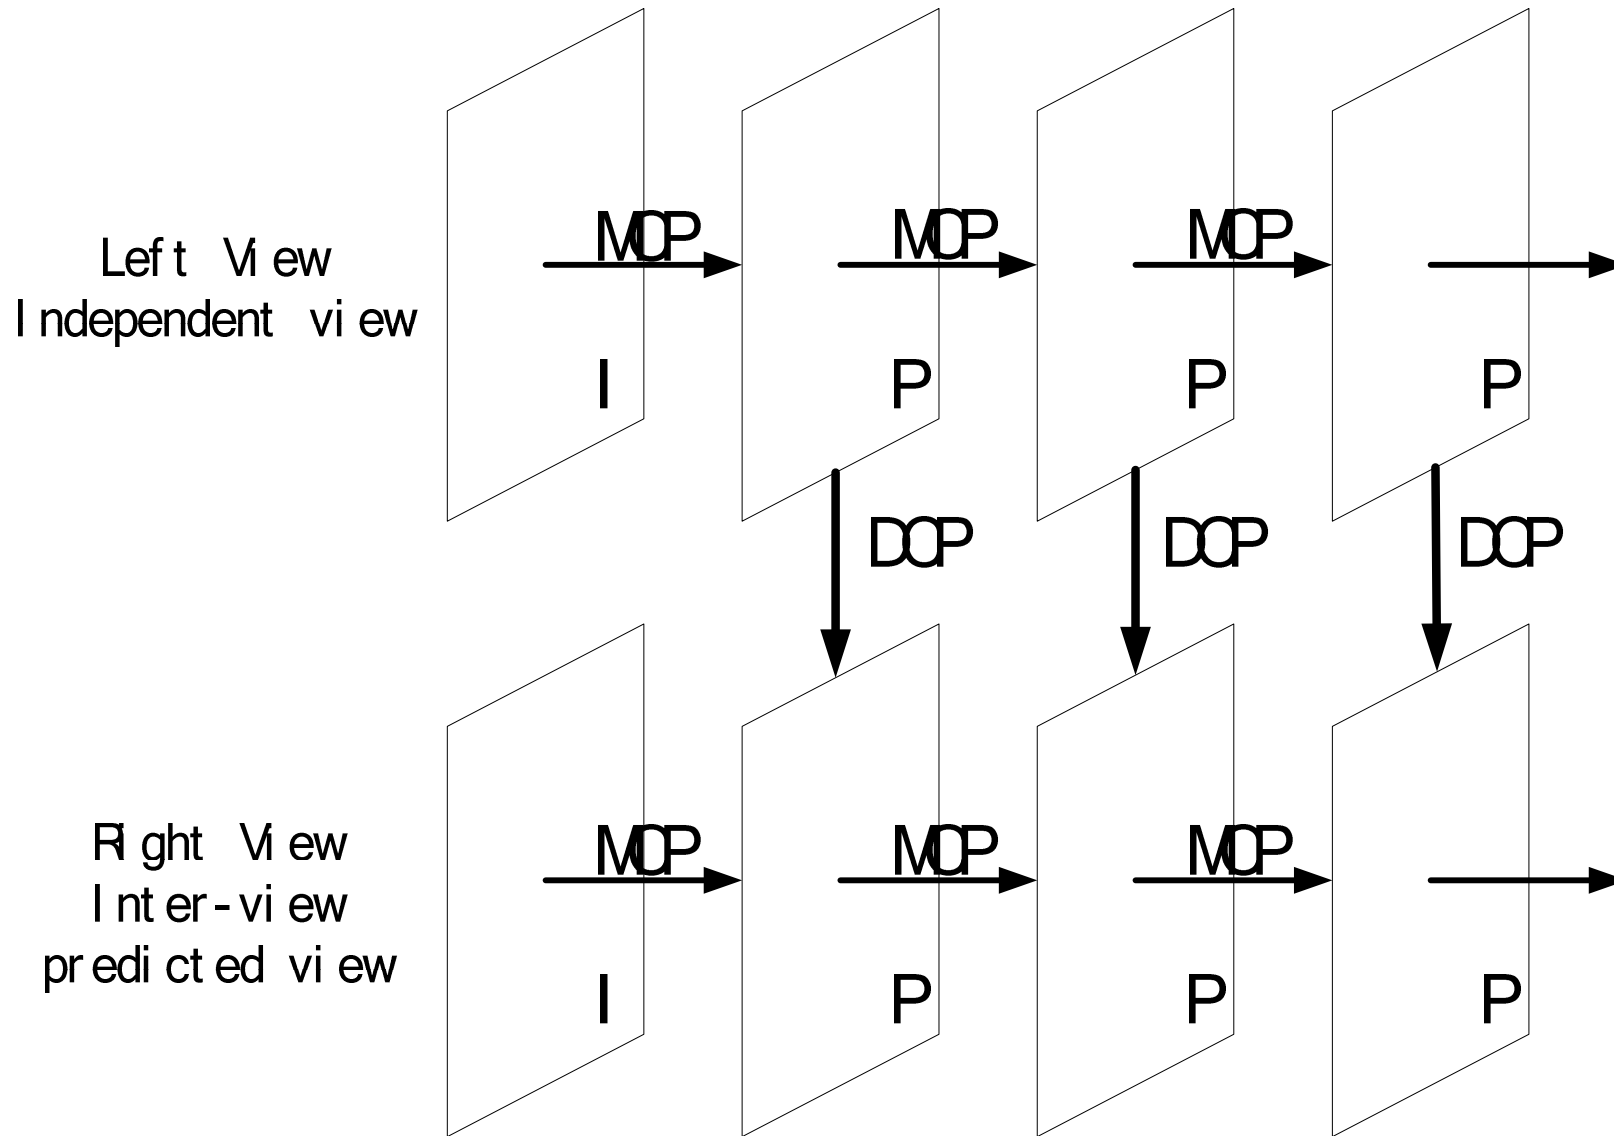 MCP MCP MCP
Left View
Independent view
I P P P
DCP DCP DCP
Right View
Inter-view
predicted view
MCP MCP MCP
I P P P